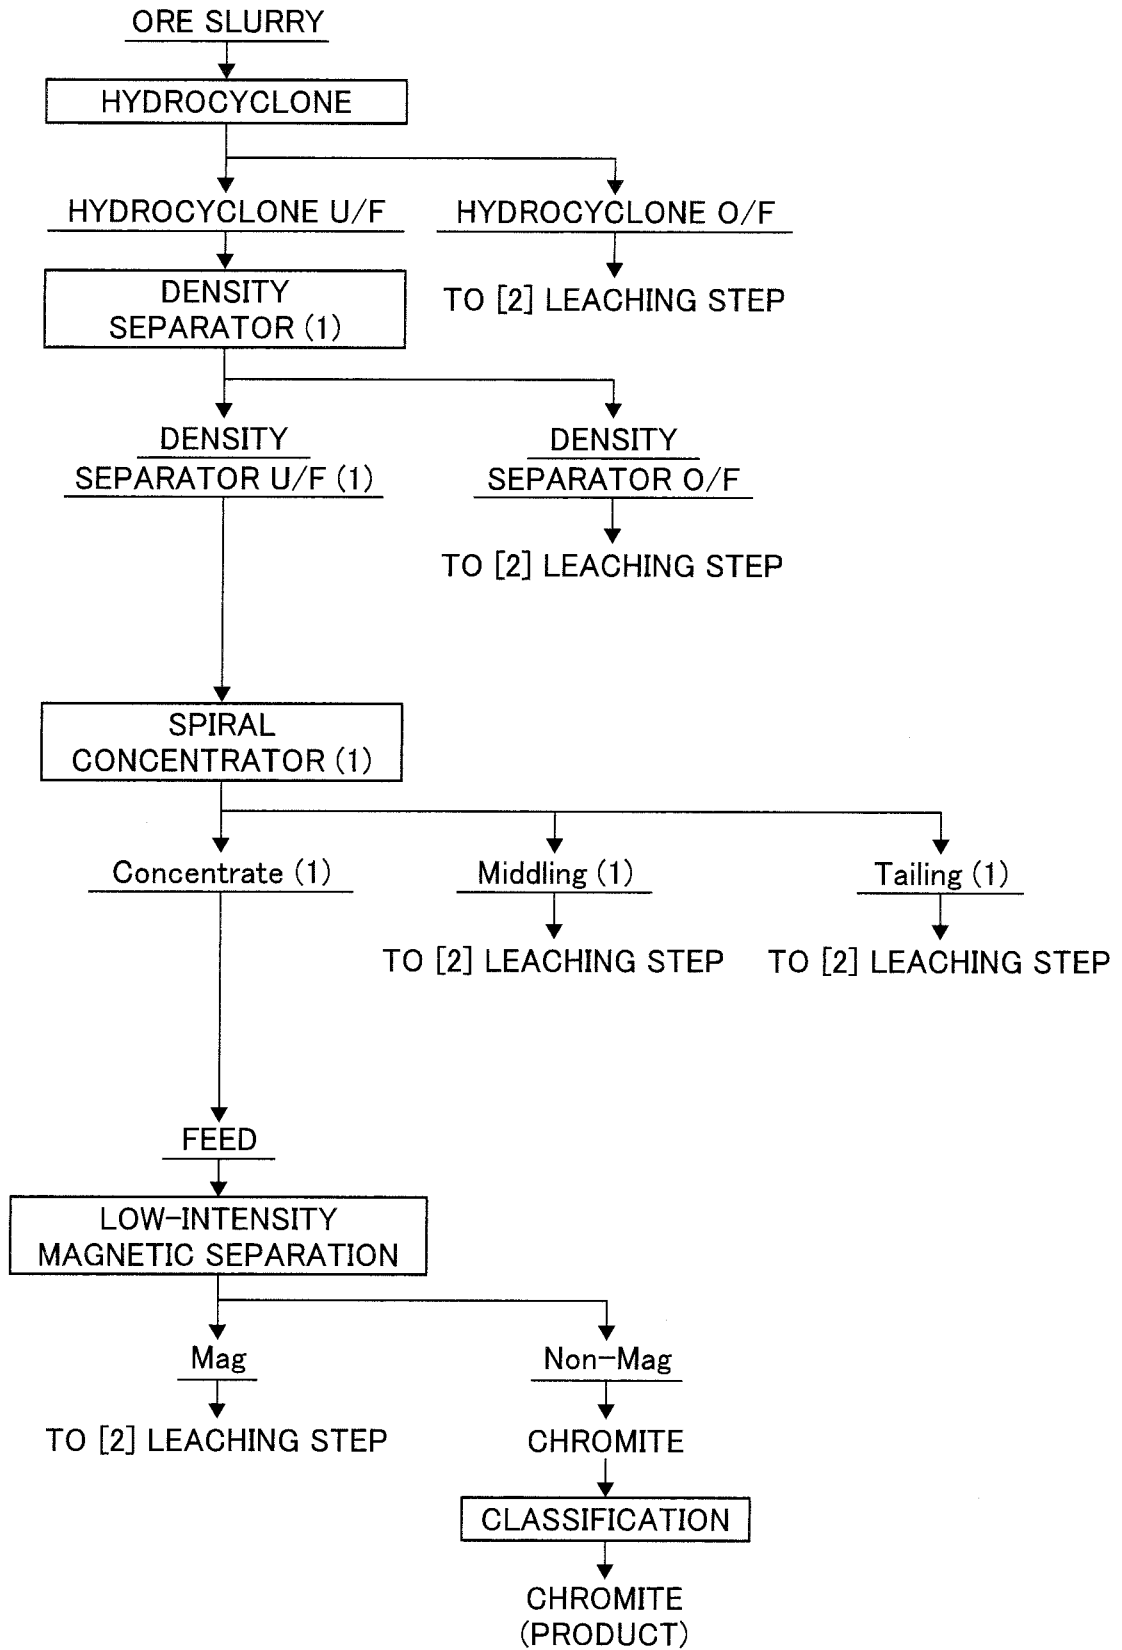 ORE SLURRY
HYDROCYCLONE
HYDROCYCLONE U/F
HYDROCYCLONE O/F
DENSITY
SEPARATOR (1)
TO [2] LEACHING STEP
DENSITY
SEPARATOR U/F (1)
DENSITY
SEPARATOR O/F
TO [2] LEACHING STEP
SPIRAL
CONCENTRATOR (1)
Concentrate (1)
Middling (1)
Tailing (1)
TO [2] LEACHING STEP
TO [2] LEACHING STEP
FEED
LOW-INTENSITY
MAGNETIC SEPARATION
Mag
Non-Mag
TO [2] LEACHING STEP
CHROMITE
CLASSIFICATION
CHROMITE
(PRODUCT)